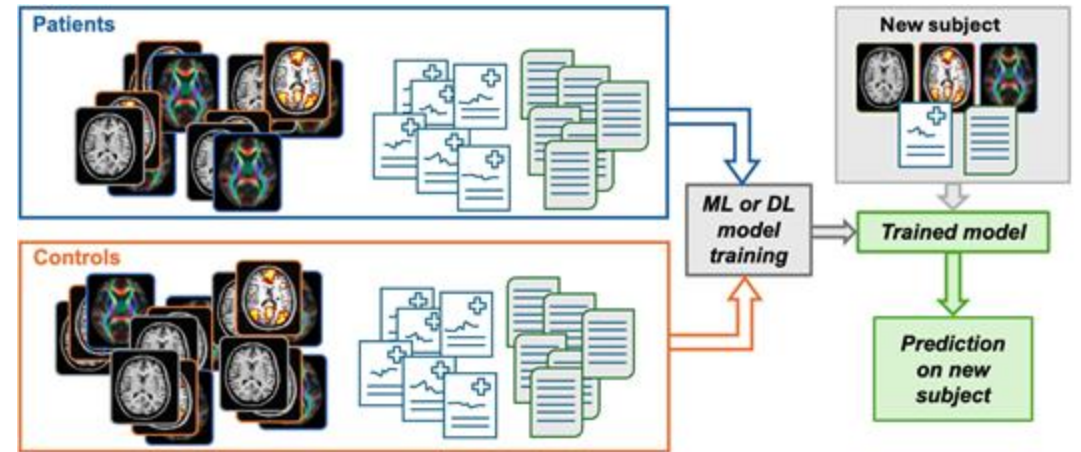 Patients
New subject
ML or DL
model
training
Trained model
Controls
Prediction
on new
subject